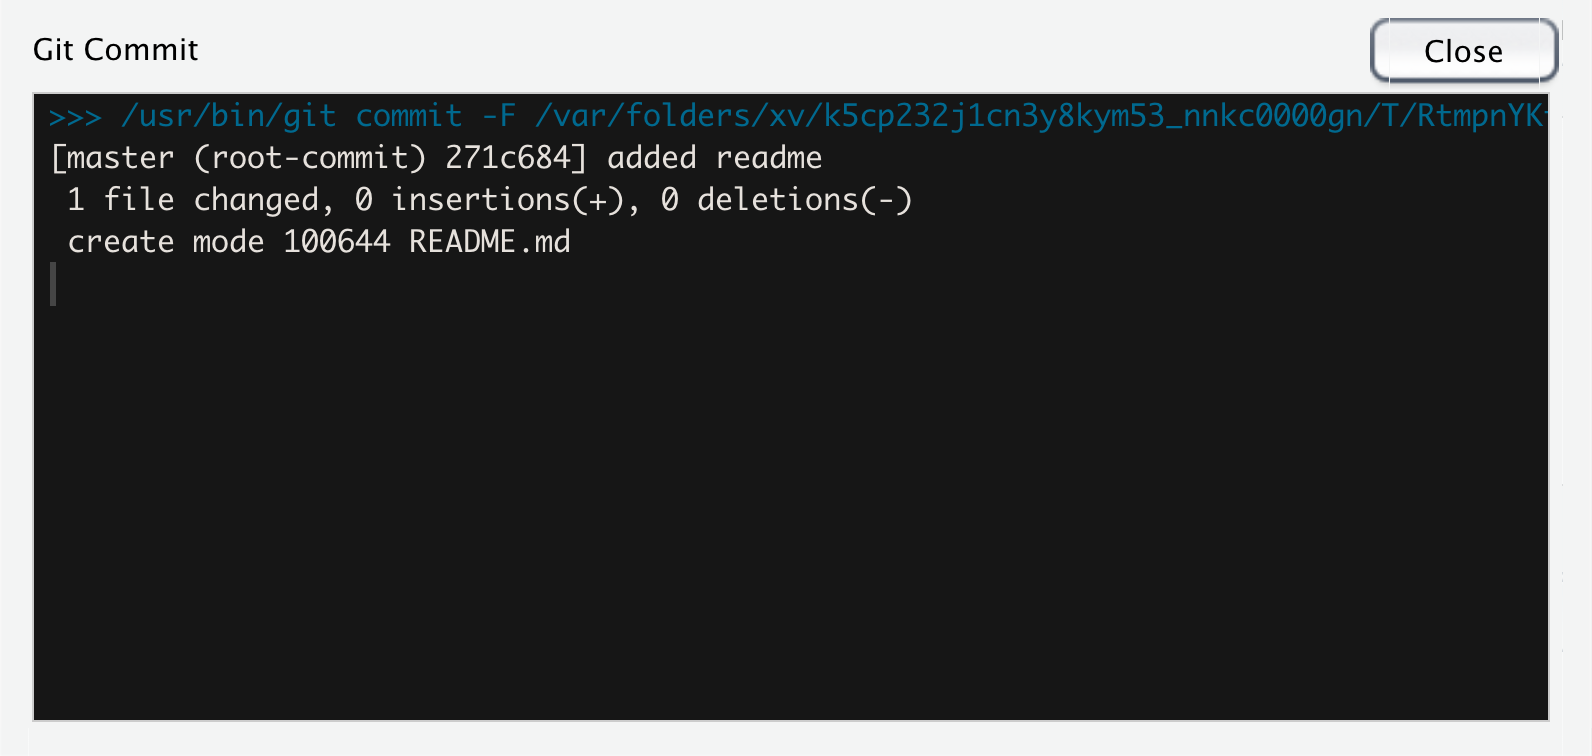 Git Commit
Close
>>> /usr/bin/git commit -F /var/folders/xv/k5cp232j1cn3y8kym53_nnkc0000gn/T/RtmpnYK
[master (root-commit) 271c684] added readme
1 file changed, 0 insertions(+), 0 deletions(-)
create mode 100644 README.md